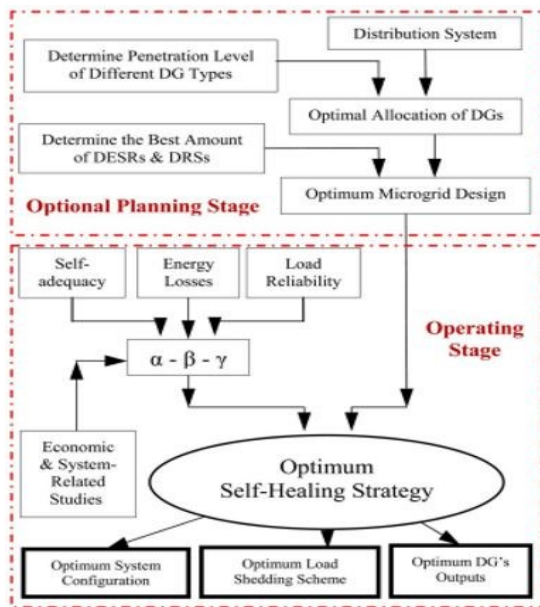 Distribution System
Determine Penetration Level
of Different DG Types
Optimal Allocation of DGs
Determine the Best Amount
of DESRs & DRSs
Optimum Microgrid Design
Optional Planning Stage
Self-
adequacy
Energy
Losses
Load
Reliability
Operating
Stage
α - β - γ
Economic
& System-
Related
Studies
Optimum
Self-Healing Strategy
Optimum System
Configuration
Optimum Load
Shedding Scheme
Optimum DG's
Outputs